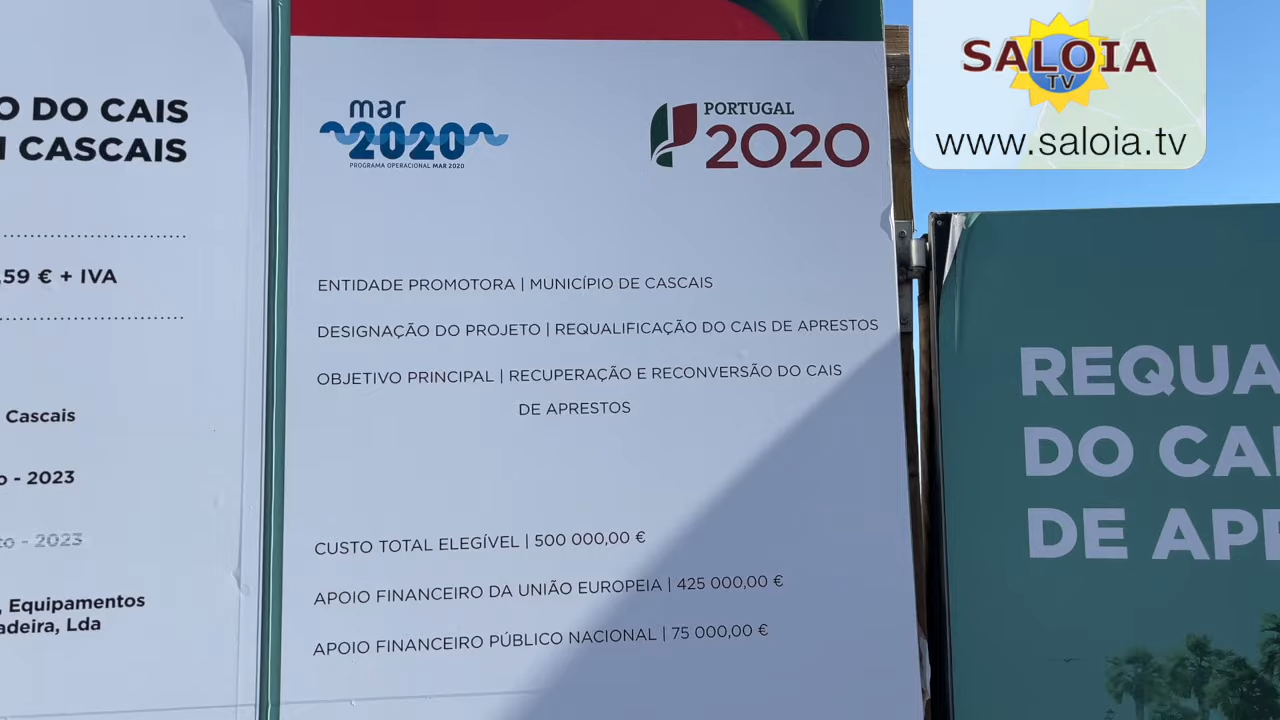 O DO CAIS
CASCAIS
,59 € + IVA
Cascais
- 2023
to - 2023
, Equipamentos
adeira, Lda
mar
2020
PROGRAMA OPERACIONAL MAR 2020
PORTUGAL
2020
ENTIDADE PROMOTORA | MUNICÍPIO DE CASCAIS
DESIGNAÇÃO DO PROJETO | REQUALIFICAÇÃO DO CAIS DE APRESTOS
OBJETIVO PRINCIPAL | RECUPERAÇÃO E RECONVERSÃO DO CAIS
DE APRESTOS
CUSTO TOTAL ELEGÍVEL | 500 000,00 €
APOIO FINANCEIRO DA UNIÃO EUROPEIA | 425 000,00 €
APOIO FINANCEIRO PÚBLICO NACIONAL | 75 000,00 €
SALOIA
TV
www.saloia.tv
REQUA
DO CAI
DE APR